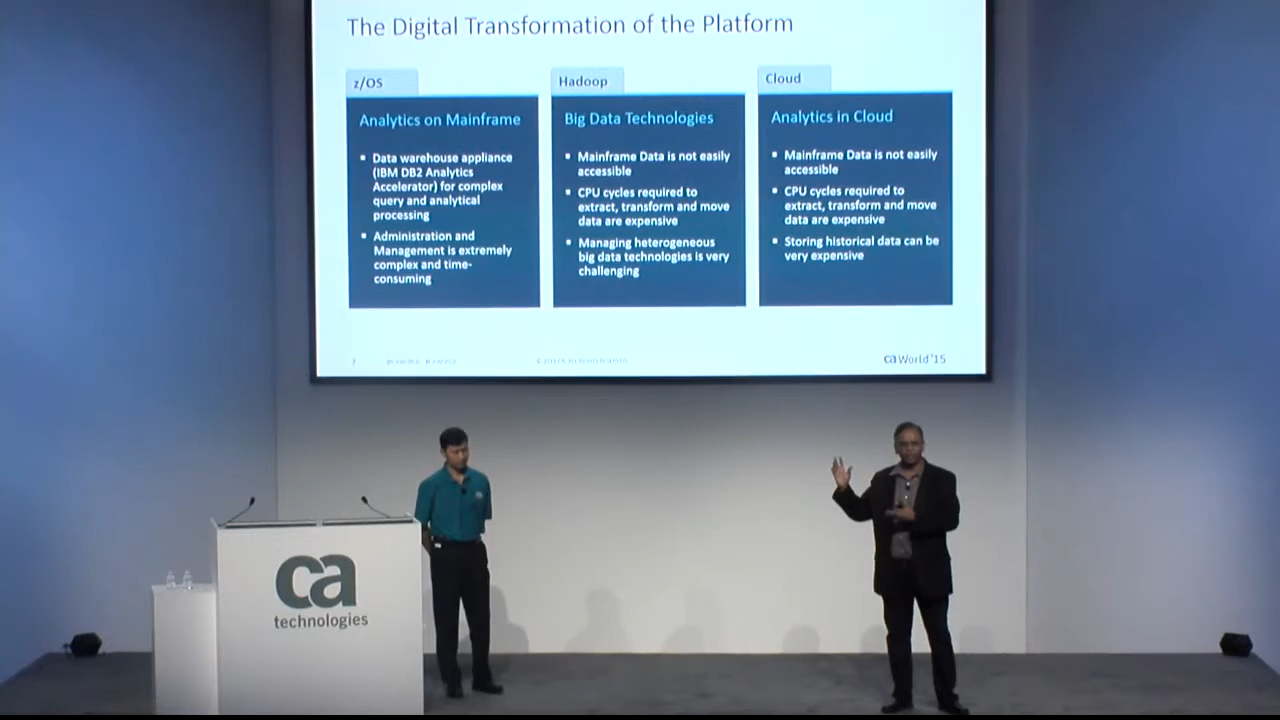 The Digital Transformation of the Platform
z/OS
Analytics on Mainframe
▪ Data warehouse appliance
(IBM DB2 Analytics
Accelerator) for complex
query and analytical
processing
▪ Administration and
Management is extremely
complex and time-
consuming
Hadoop
Big Data Technologies
▪ Mainframe Data is not easily
accessible
▪ CPU cycles required to
extract, transform and move
data are expensive
▪ Managing heterogeneous
big data technologies is very
challenging
Cloud
Analytics in Cloud
▪ Mainframe Data is not easily
accessible
▪ CPU cycles required to
extract, transform and move
data are expensive
▪ Storing historical data can be
very expensive
ca World '15
ca
technologies